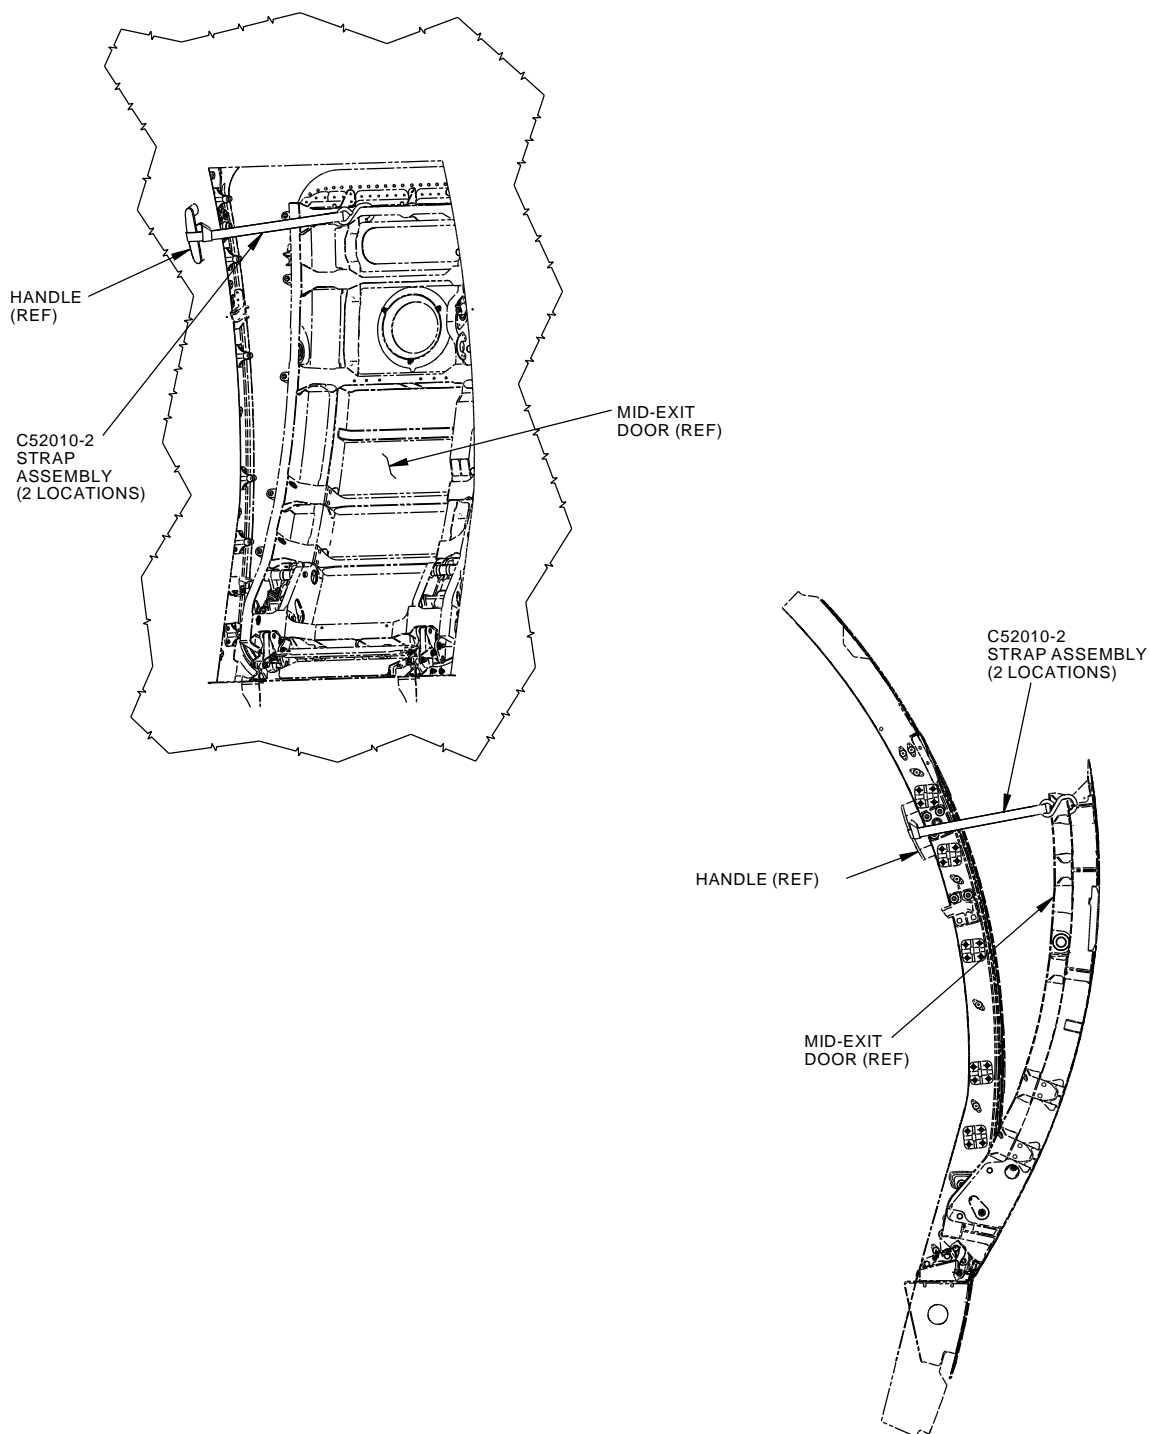 HANDLE
(REF)
C52010-2
STRAP
ASSEMBLY
(2 LOCATIONS)
MID-EXIT
DOOR (REF)
C52010-2
STRAP ASSEMBLY
(2 LOCATIONS)
HANDLE (REF)
MID-EXIT
DOOR (REF)